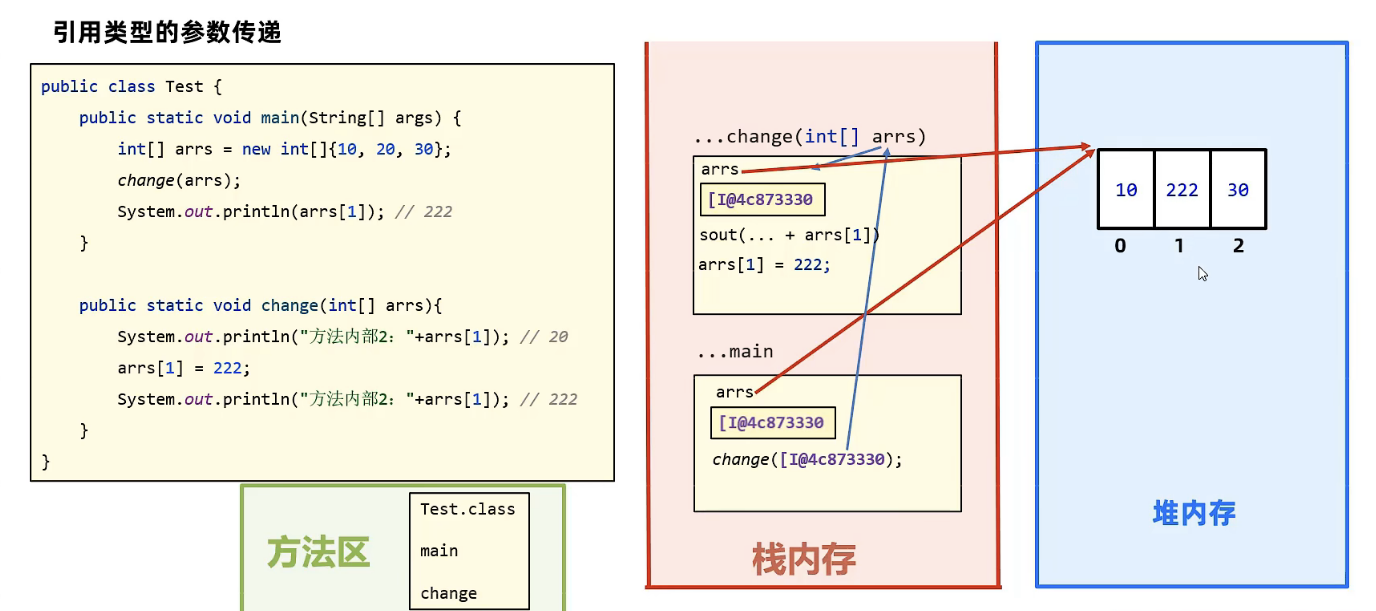 引用类型的参数传递
public class Test {
public static void main(String[] args) {
int[] arrs = new int[]{10, 20, 30};
change(arrs);
System.out.println(arrs[1]); // 222
}
public static void change(int[] arrs){
System.out.println("方法内部2："+arrs[1]); // 20
arrs[1] = 222;
System.out.println("方法内部2："+arrs[1]); // 222
}
}
方法区
Test.class
main
change
...change(int[] arrs)
arrs
[I@4c873330
sout(... + arrs[1])
arrs[1] = 222;
...main
arrs
[I@4c873330
change([I@4c873330);
栈内存
10 222 30
0 1 2
堆内存